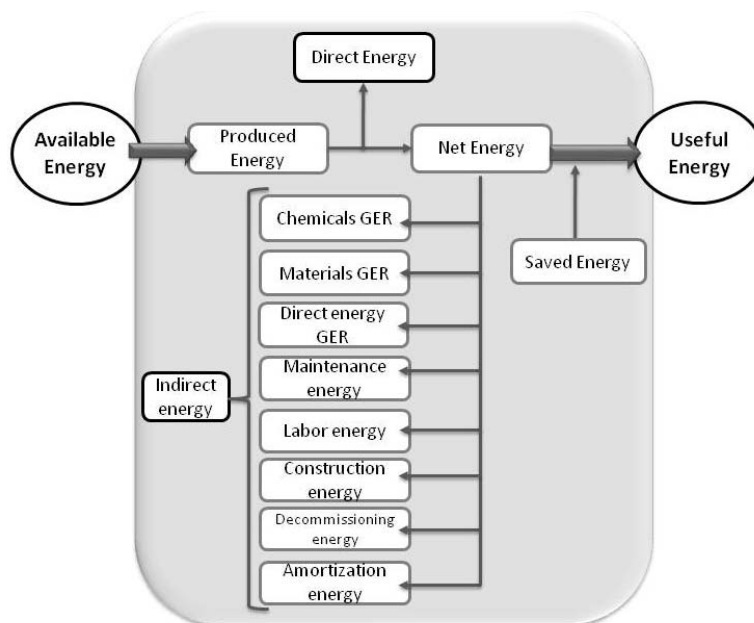 Direct Energy
Available
Energy
Produced
Energy
Net Energy
Useful
Energy
Chemicals GER
Saved Energy
Materials GER
Direct energy
GER
Maintenance
energy
Indirect
energy
Labor energy
Construction
energy
Decommissioning
energy
Amortization
energy